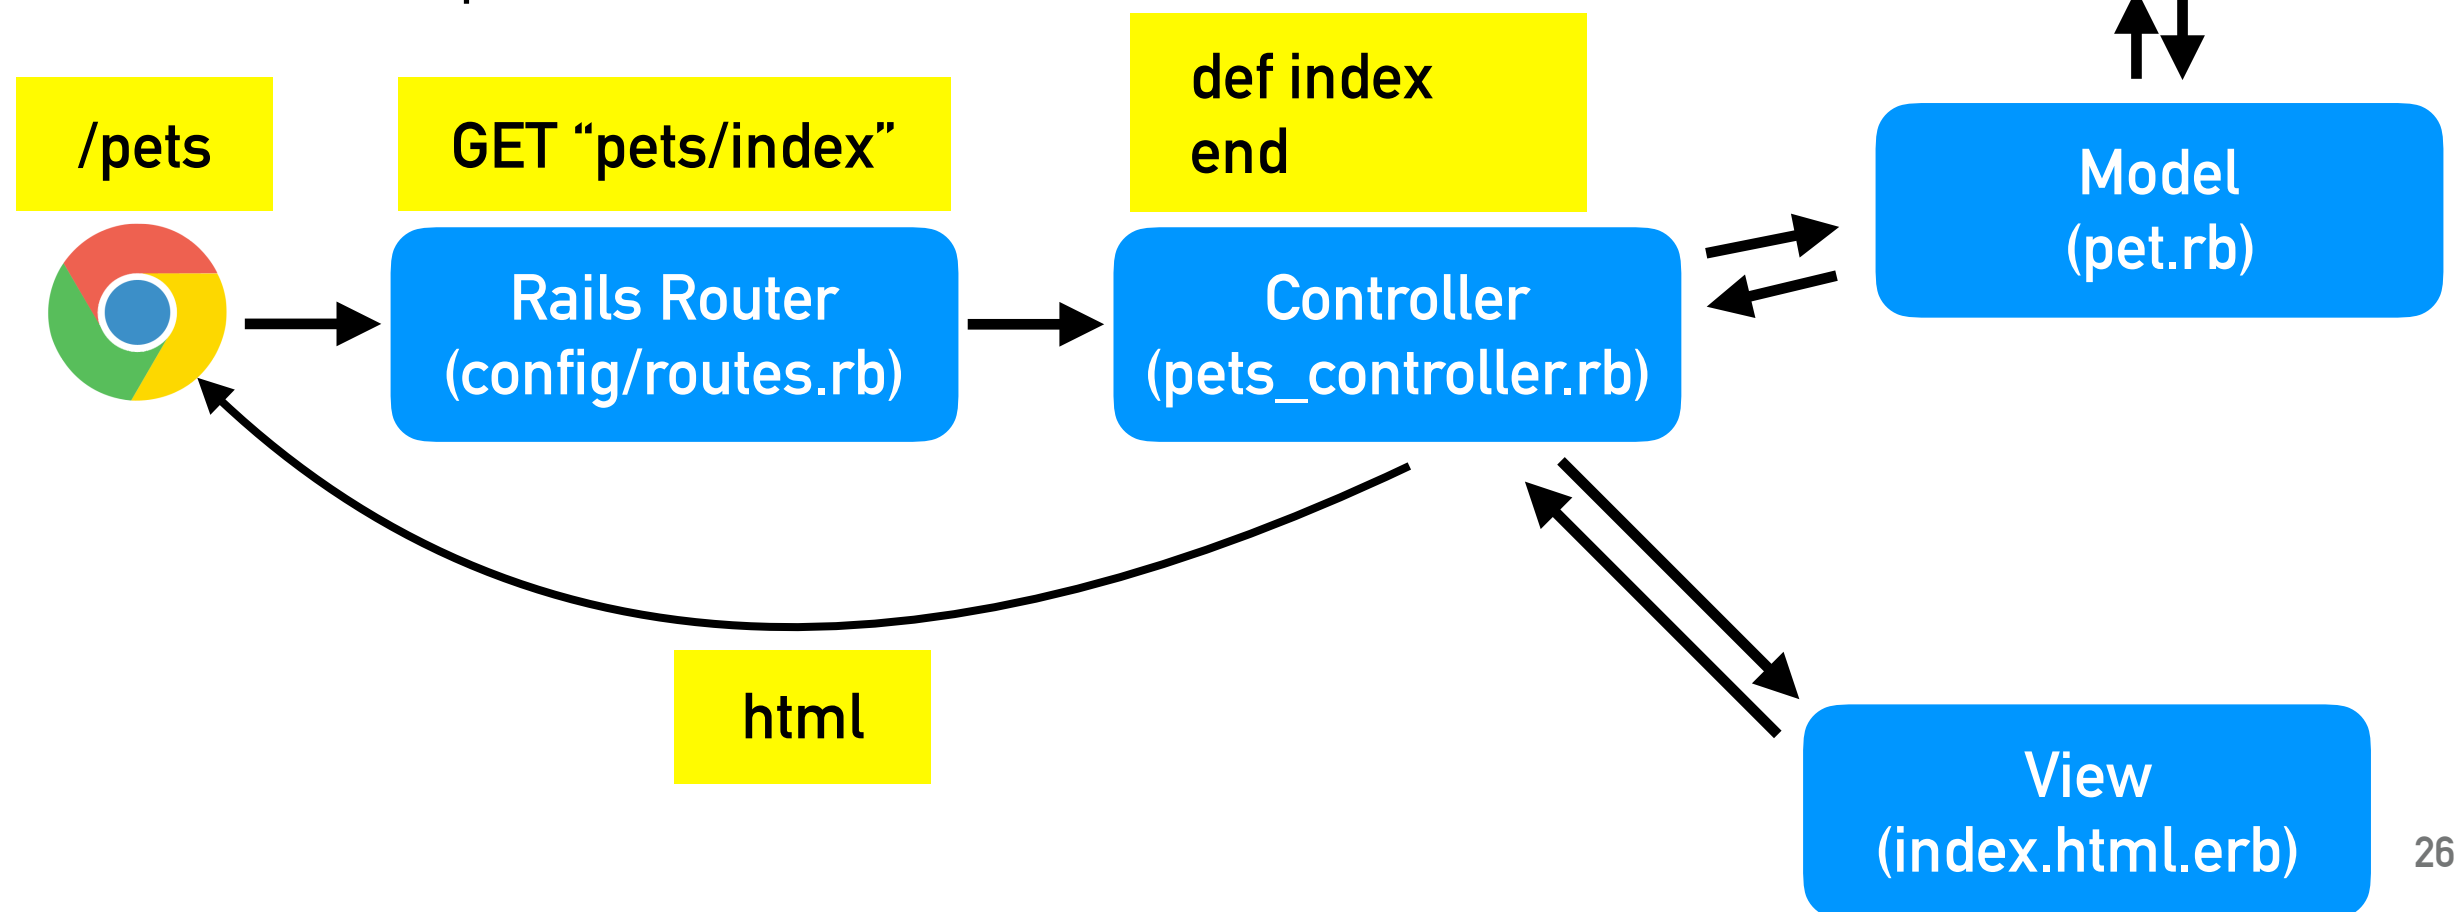 /pets
GET “pets/index”
def index
end
Model
(pet.rb)
Rails Router
(config/routes.rb)
Controller
(pets_controller.rb)
html
View
(index.html.erb)
26